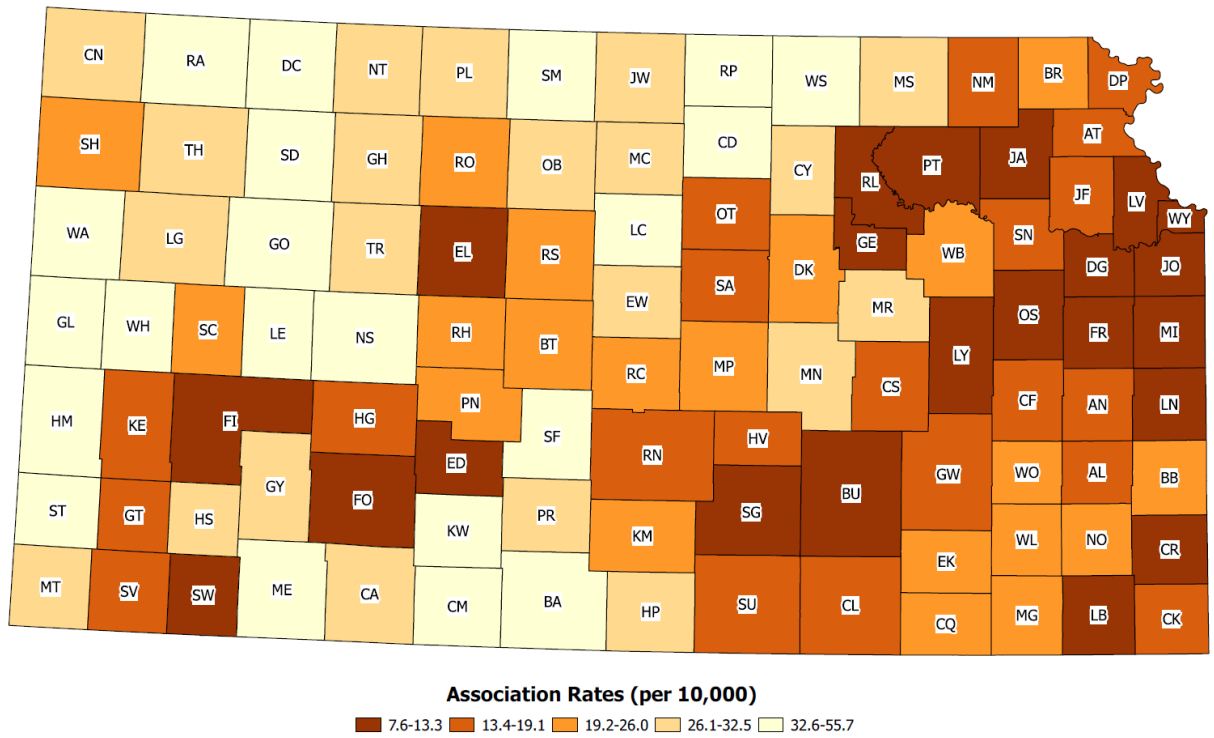 CN RA DC NT PL SM JW RP WS MS NM BR DP
SH TH SD GH RO OB MC CD CY RL PT JA AT
JF LV WY
WA LG GO TR EL RS LC OT GE WB SN DG JO
EW SA DK
GL WH SC LE NS RH BT MR OS FR MI
RC MP MN LY
HM KE FI HG PN SF CS CF AN LN
ED RN HV
ST GT HS GY FO KW PR SG BU GW WO AL BB
KM EK WL NO CR
MT SV SW ME CA CM BA HP SU CL CQ MG LB CK
Association Rates (per 10,000)
7.6-13.3 13.4-19.1 19.2-26.0 26.1-32.5 32.6-55.7